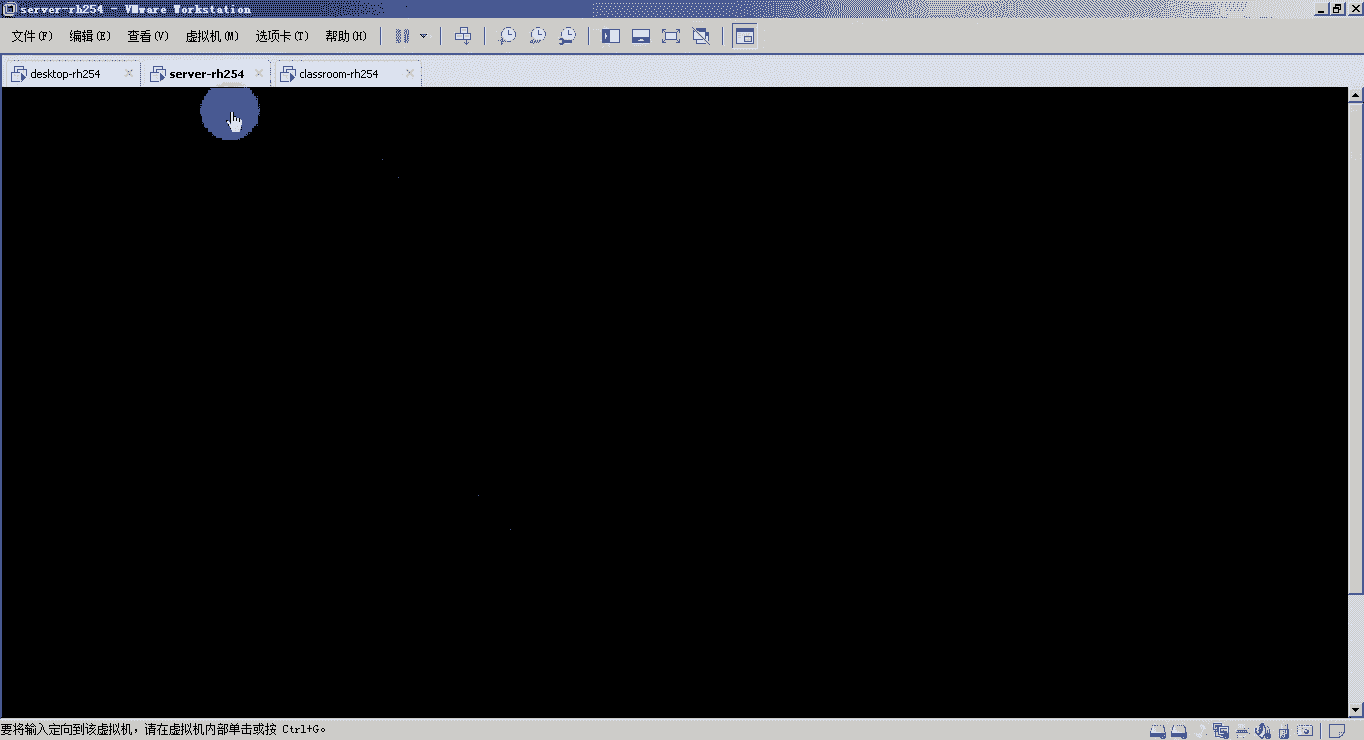 server-rh254 - VMware Workstation
文件(F) 编辑(E) 查看(V) 虚拟机(M) 选项卡(T) 帮助(H)
desktop-rh254 server-rh254 classroom-rh254
要将输入定向到该虚拟机，请在虚拟机内部单击或按 Ctrl+G。